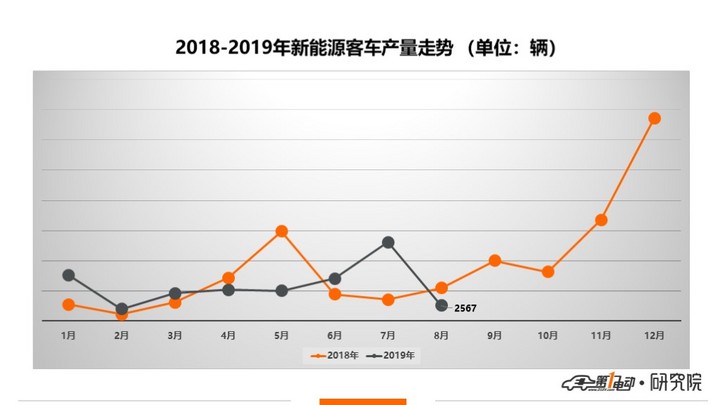 2018-2019年新能源客车产量走势 （单位：辆）
2567
1月 2月 3月 4月 5月 6月 7月 8月 9月 10月 11月 12月
2018年 2019年
第1电动·研究院